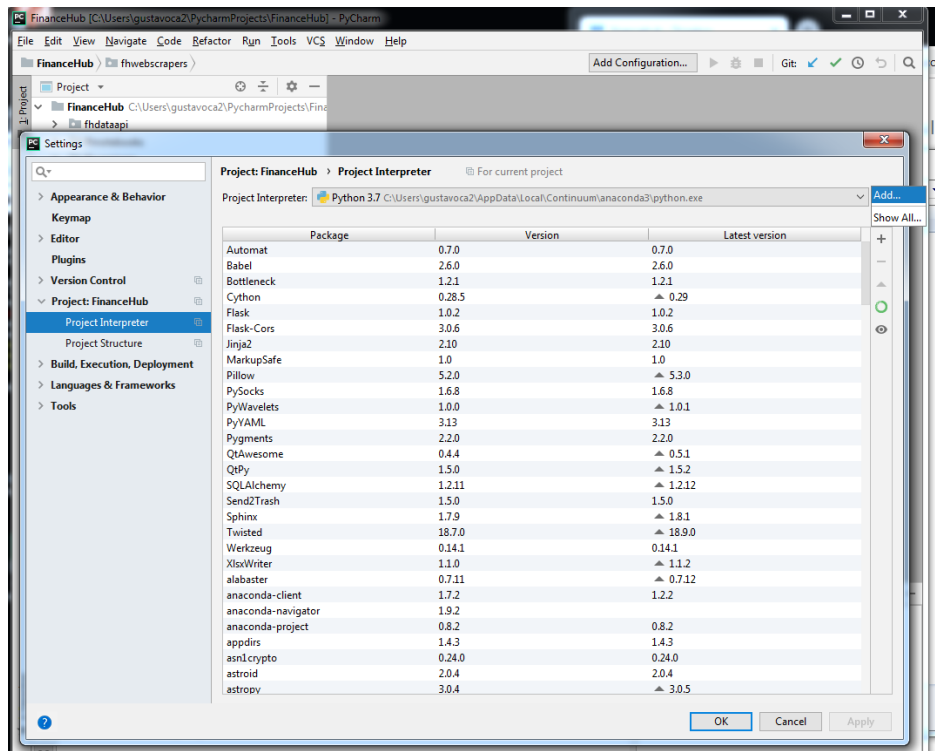 FinanceHub [C:\Users\gustavoca2\PycharmProjects\FinanceHub] - PyCharm
File Edit View Navigate Code Refactor Run Tools VCS Window Help
FinanceHub fhwebscrapers Add Configuration... Git:
1: Project
Project
FinanceHub C:\Users\gustavoca2\PycharmProjects\Fina
fhdataapi
Settings
Project: FinanceHub › Project Interpreter For current project
Appearance & Behavior
Keymap
Editor
Plugins
Version Control
Project: FinanceHub
Project Interpreter
Project Structure
Build, Execution, Deployment
Languages & Frameworks
Tools
Project Interpreter: Python 3.7 C:\Users\gustavoca2\AppData\Local\Continuum\anaconda3\python.exe
Add...
Show All...
Package Version Latest version
Automat 0.7.0 0.7.0
Babel 2.6.0 2.6.0
Bottleneck 1.2.1 1.2.1
Cython 0.28.5 0.29
Flask 1.0.2 1.0.2
Flask-Cors 3.0.6 3.0.6
Jinja2 2.10 2.10
MarkupSafe 1.0 1.0
Pillow 5.2.0 5.3.0
PySocks 1.6.8 1.6.8
PyWavelets 1.0.0 1.0.1
PyYAML 3.13 3.13
Pygments 2.2.0 2.2.0
QtAwesome 0.4.4 0.5.1
QtPy 1.5.0 1.5.2
SQLAlchemy 1.2.11 1.2.12
Send2Trash 1.5.0 1.5.0
Sphinx 1.7.9 1.8.1
Twisted 18.7.0 18.9.0
Werkzeug 0.14.1 0.14.1
XlsxWriter 1.1.0 1.1.2
alabaster 0.7.11 0.7.12
anaconda-client 1.7.2 1.2.2
anaconda-navigator 1.9.2
anaconda-project 0.8.2 0.8.2
appdirs 1.4.3 1.4.3
asn1crypto 0.24.0 0.24.0
astroid 2.0.4 2.0.4
astropy 3.0.4 3.0.5
OK Cancel Apply